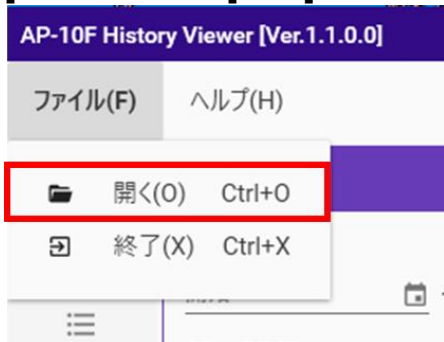 AP-10F History Viewer [Ver.1.1.0.0]
ファイル(F) ヘルプ(H)
開く(O) Ctrl+O
終了(X) Ctrl+X